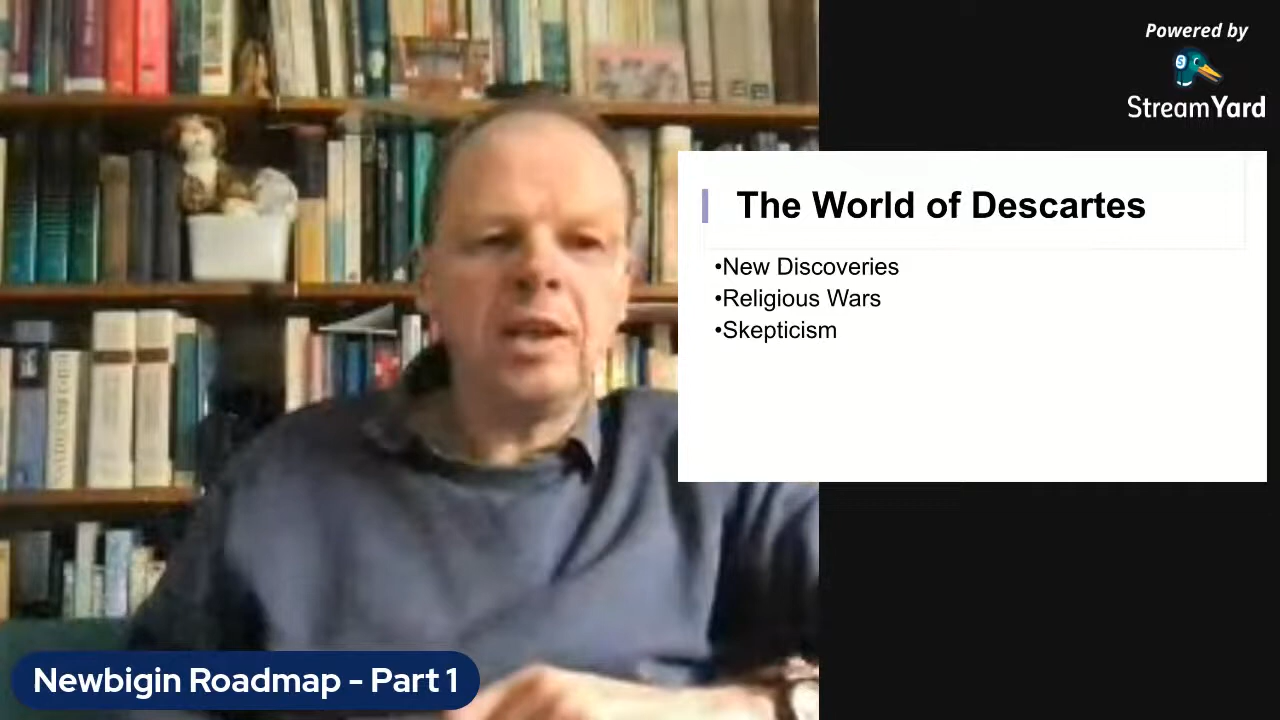 Powered by
StreamYard
The World of Descartes
•New Discoveries
•Religious Wars
•Skepticism
Newbigin Roadmap - Part 1